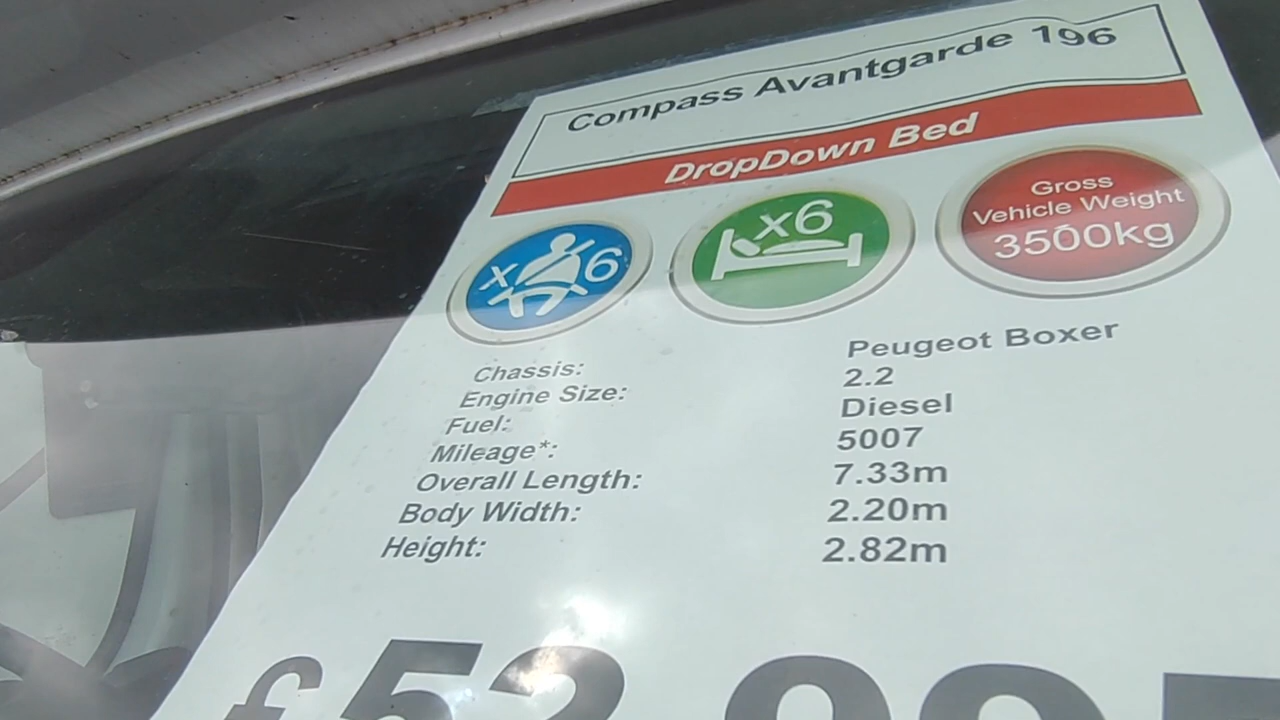 Compass Avantgarde 196
DropDown Bed
x6
x6
Gross
Vehicle Weight
3500kg
Chassis: Peugeot Boxer
Engine Size: 2.2
Fuel: Diesel
Mileage*: 5007
Overall Length: 7.33m
Body Width: 2.20m
Height: 2.82m